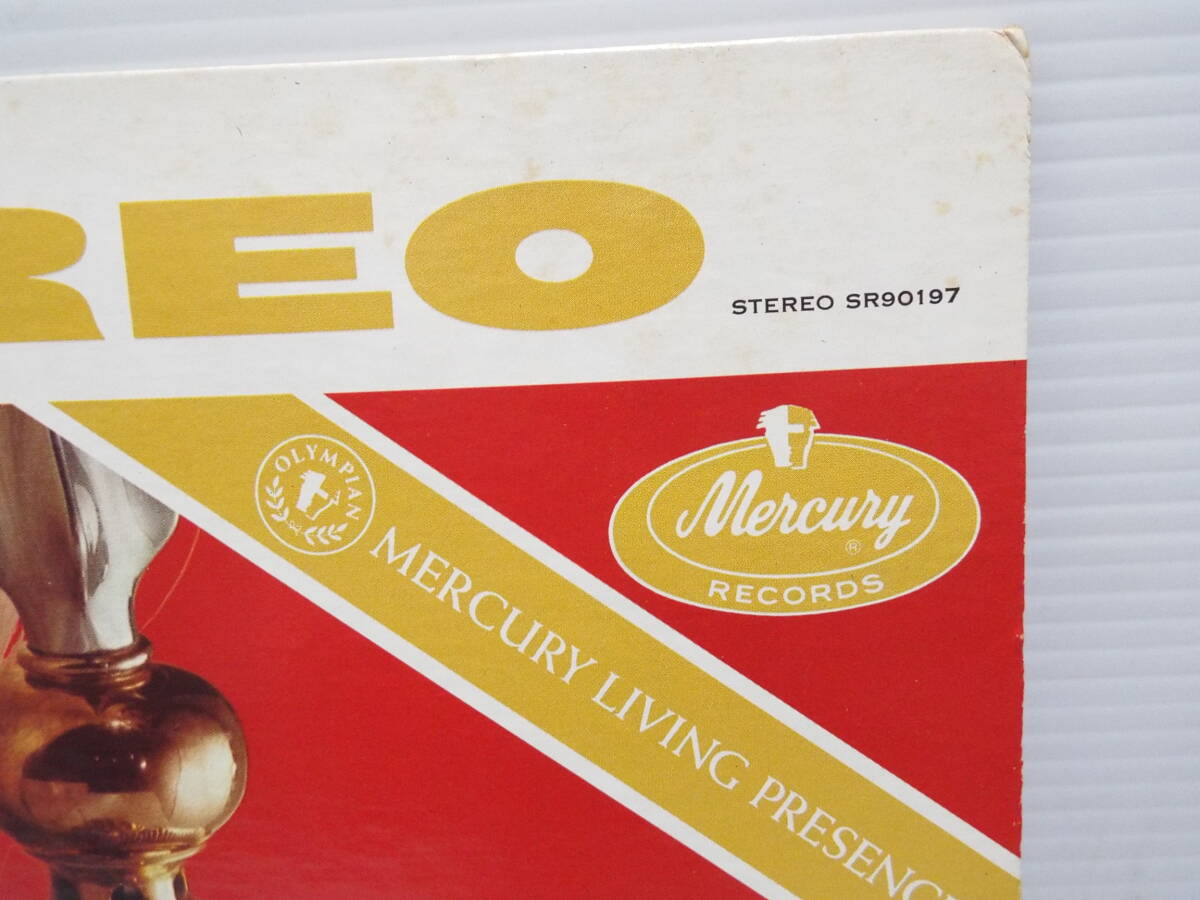 REO
STEREO SR90197
Mercury
®
RECORDS
OLYMPIAN
MERCURY LIVING PRESENC